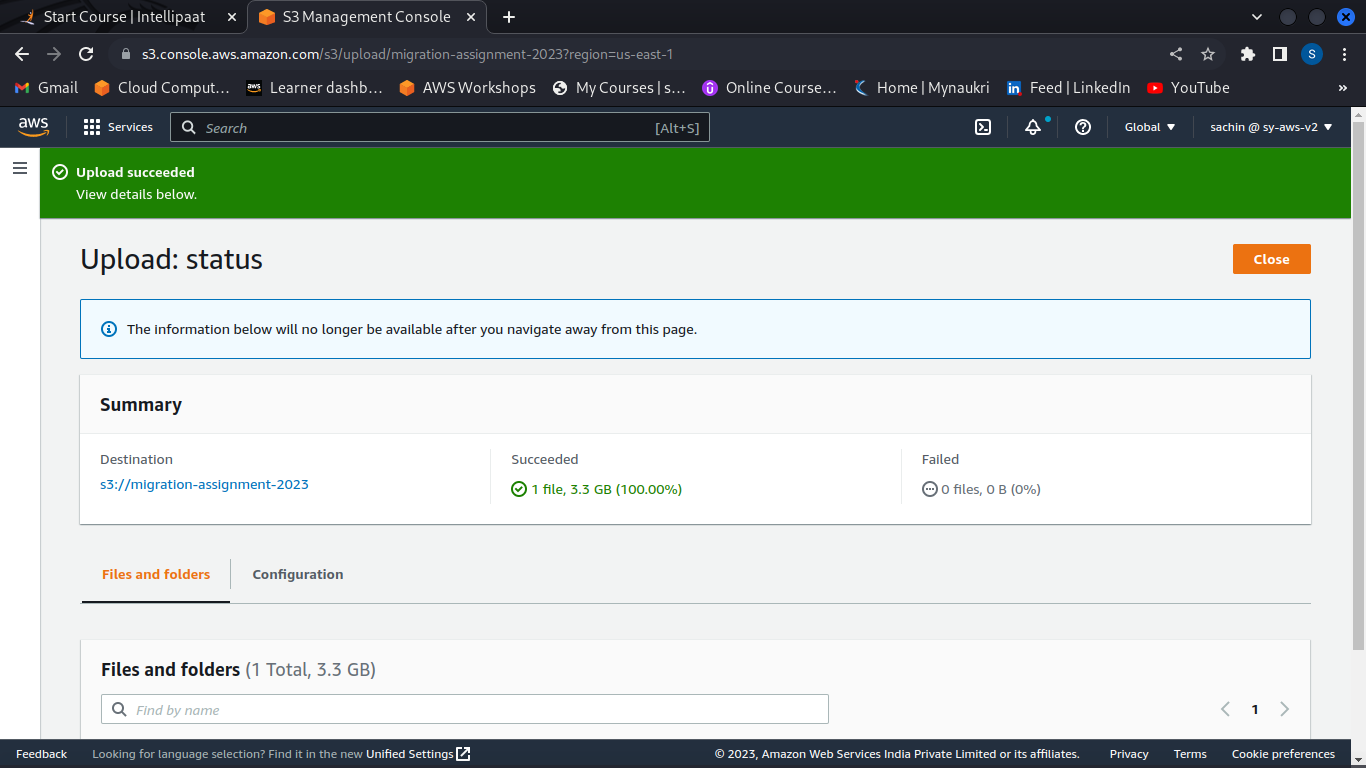 Start Course | Intellipaat
S3 Management Console
s3.console.aws.amazon.com/s3/upload/migration-assignment-2023?region=us-east-1
S
Gmail
Cloud Comput…
aws
Learner dashb…
AWS Workshops
My Courses | s…
Online Course…
Home | Mynaukri
Feed | LinkedIn
YouTube
»
aws
Services
Search
[Alt+S]
Global
sachin @ sy-aws-v2
Upload succeeded
View details below.
Upload: status
Close
The information below will no longer be available after you navigate away from this page.
Summary
Destination
s3://migration-assignment-2023
Succeeded
1 file, 3.3 GB (100.00%)
Failed
0 files, 0 B (0%)
Files and folders
Configuration
Files and folders (1 Total, 3.3 GB)
Find by name
1
Feedback
Looking for language selection? Find it in the new Unified Settings
© 2023, Amazon Web Services India Private Limited or its affiliates.
Privacy
Terms
Cookie preferences